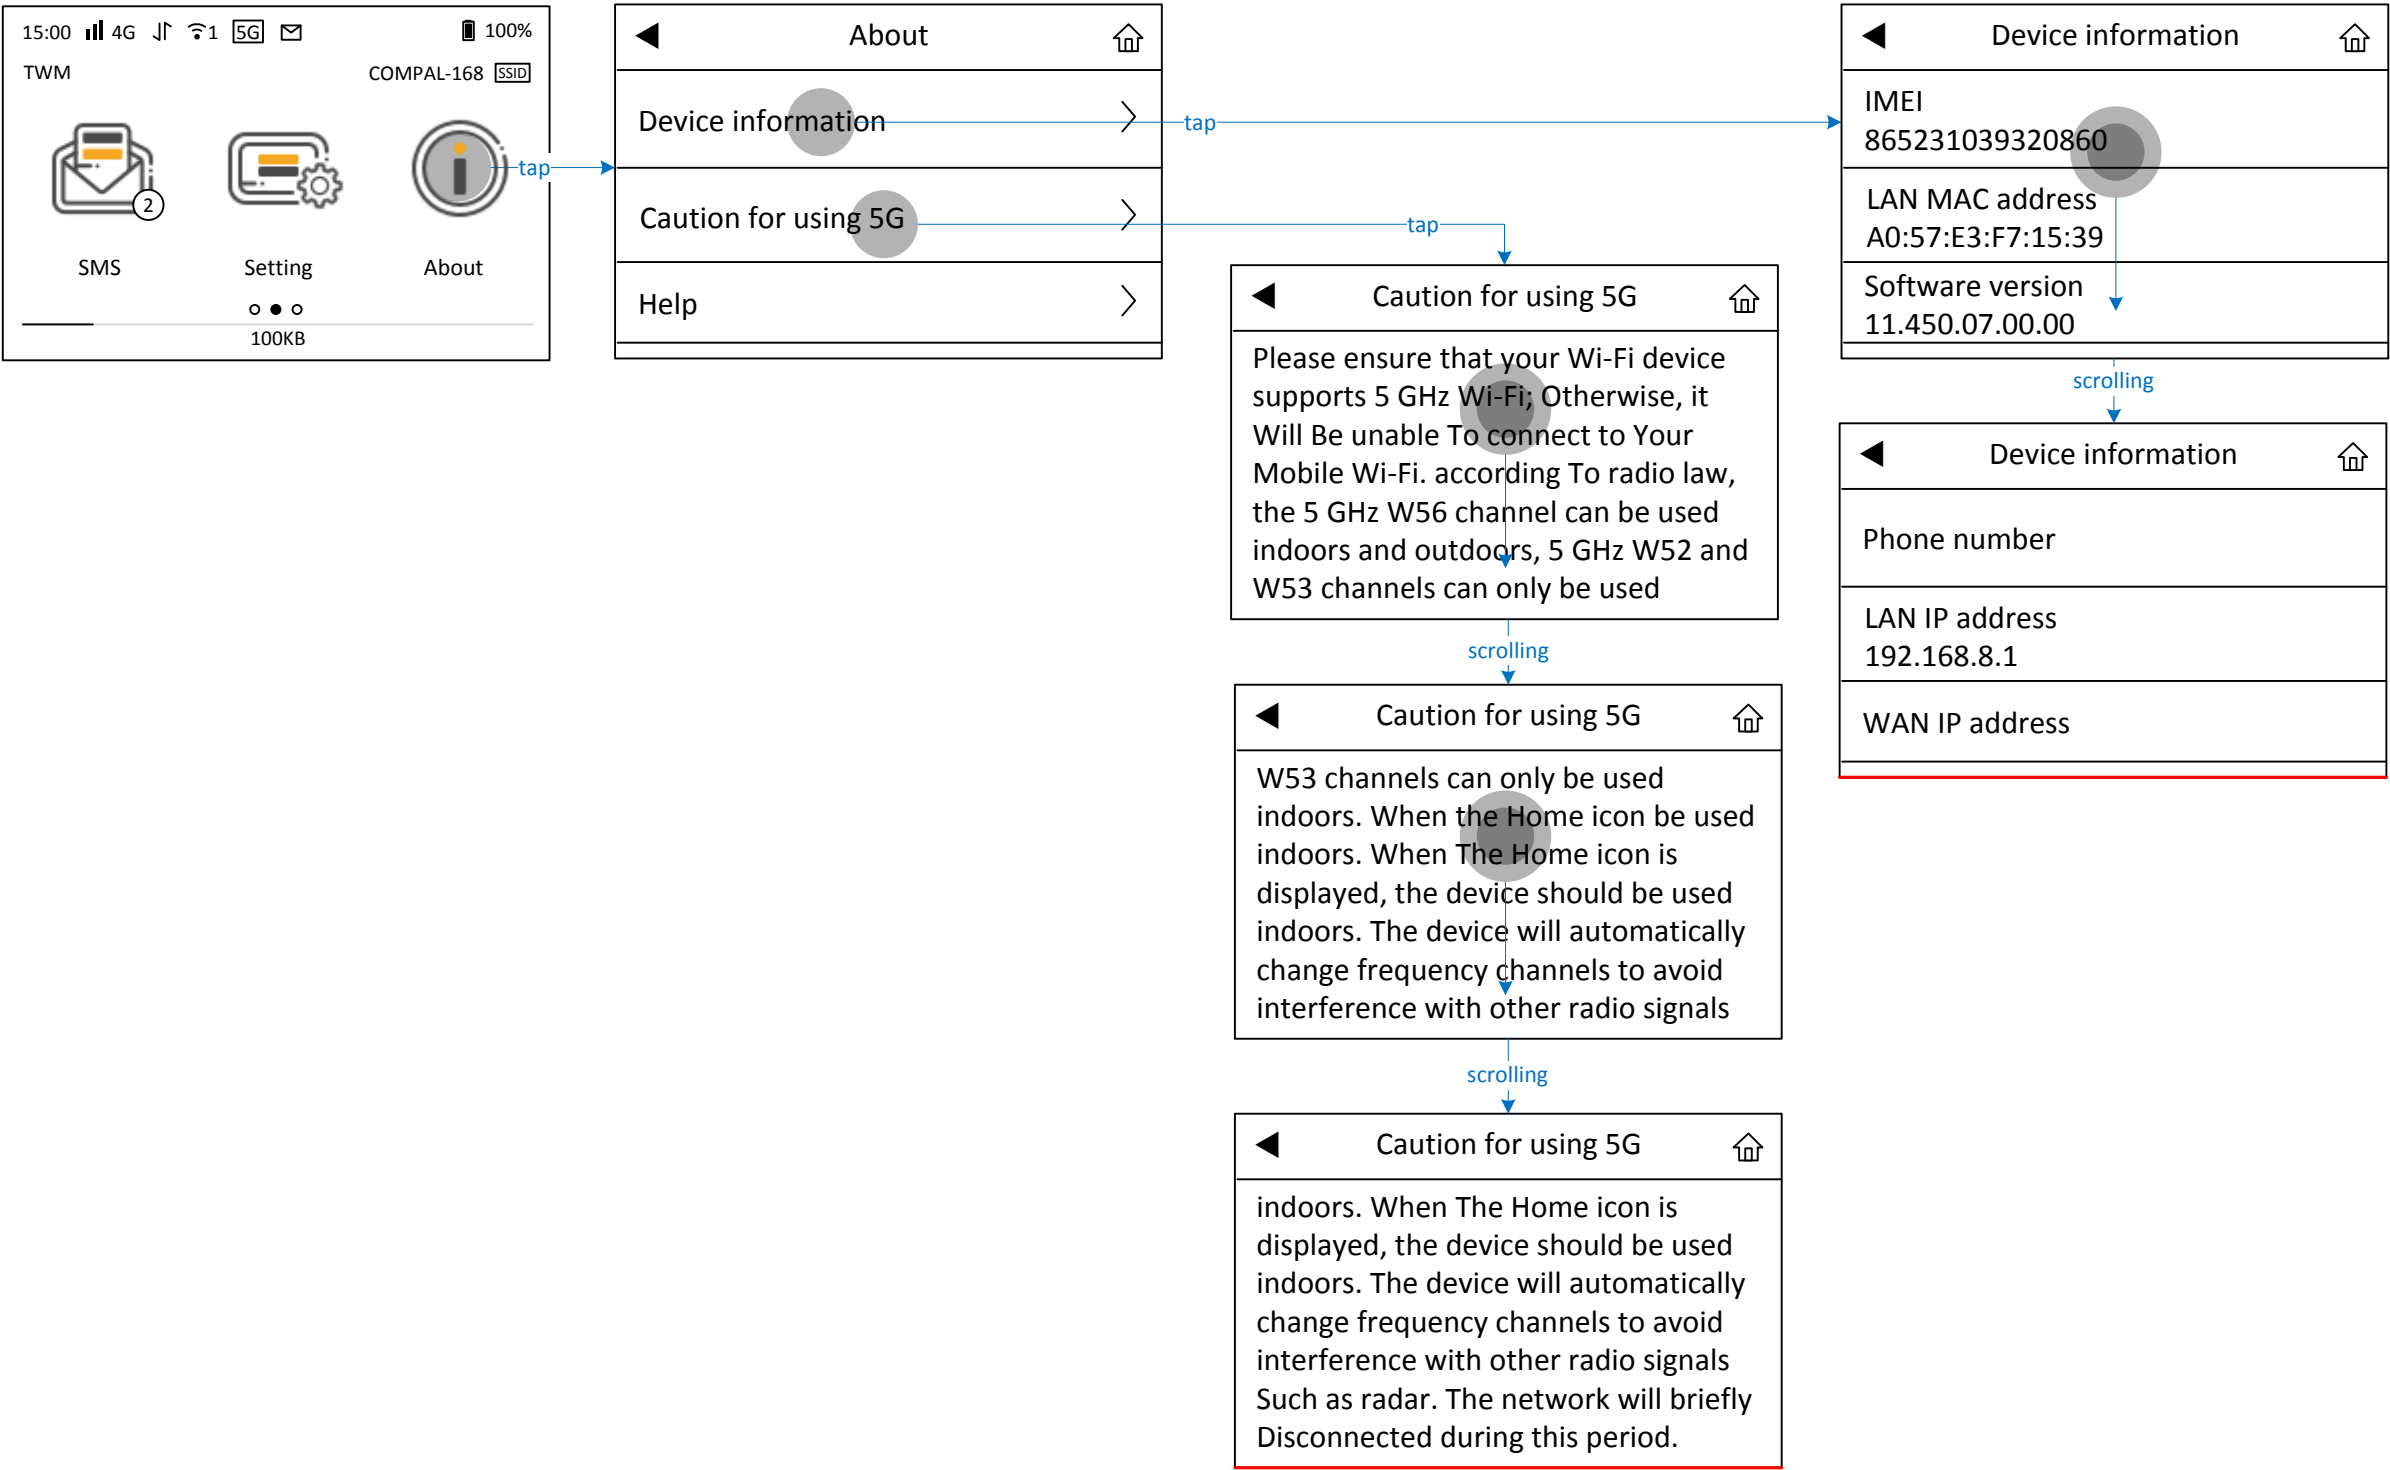 15:00 4G 1 5G 100%
TWM COMPAL-168 SSID
2
SMS Setting About
100KB
tap
About
Device information
Caution for using 5G
Help
tap
tap
Device information
IMEI
865231039320860
LAN MAC address
A0:57:E3:F7:15:39
Software version
11.450.07.00.00
scrolling
Device information
Phone number
LAN IP address
192.168.8.1
WAN IP address
Caution for using 5G
Please ensure that your Wi-Fi device
supports 5 GHz Wi-Fi; Otherwise, it
Will Be unable To connect to Your
Mobile Wi-Fi. according To radio law,
the 5 GHz W56 channel can be used
indoors and outdoors, 5 GHz W52 and
W53 channels can only be used
scrolling
Caution for using 5G
W53 channels can only be used
indoors. When the Home icon be used
indoors. When The Home icon is
displayed, the device should be used
indoors. The device will automatically
change frequency channels to avoid
interference with other radio signals
scrolling
Caution for using 5G
indoors. When The Home icon is
displayed, the device should be used
indoors. The device will automatically
change frequency channels to avoid
interference with other radio signals
Such as radar. The network will briefly
Disconnected during this period.